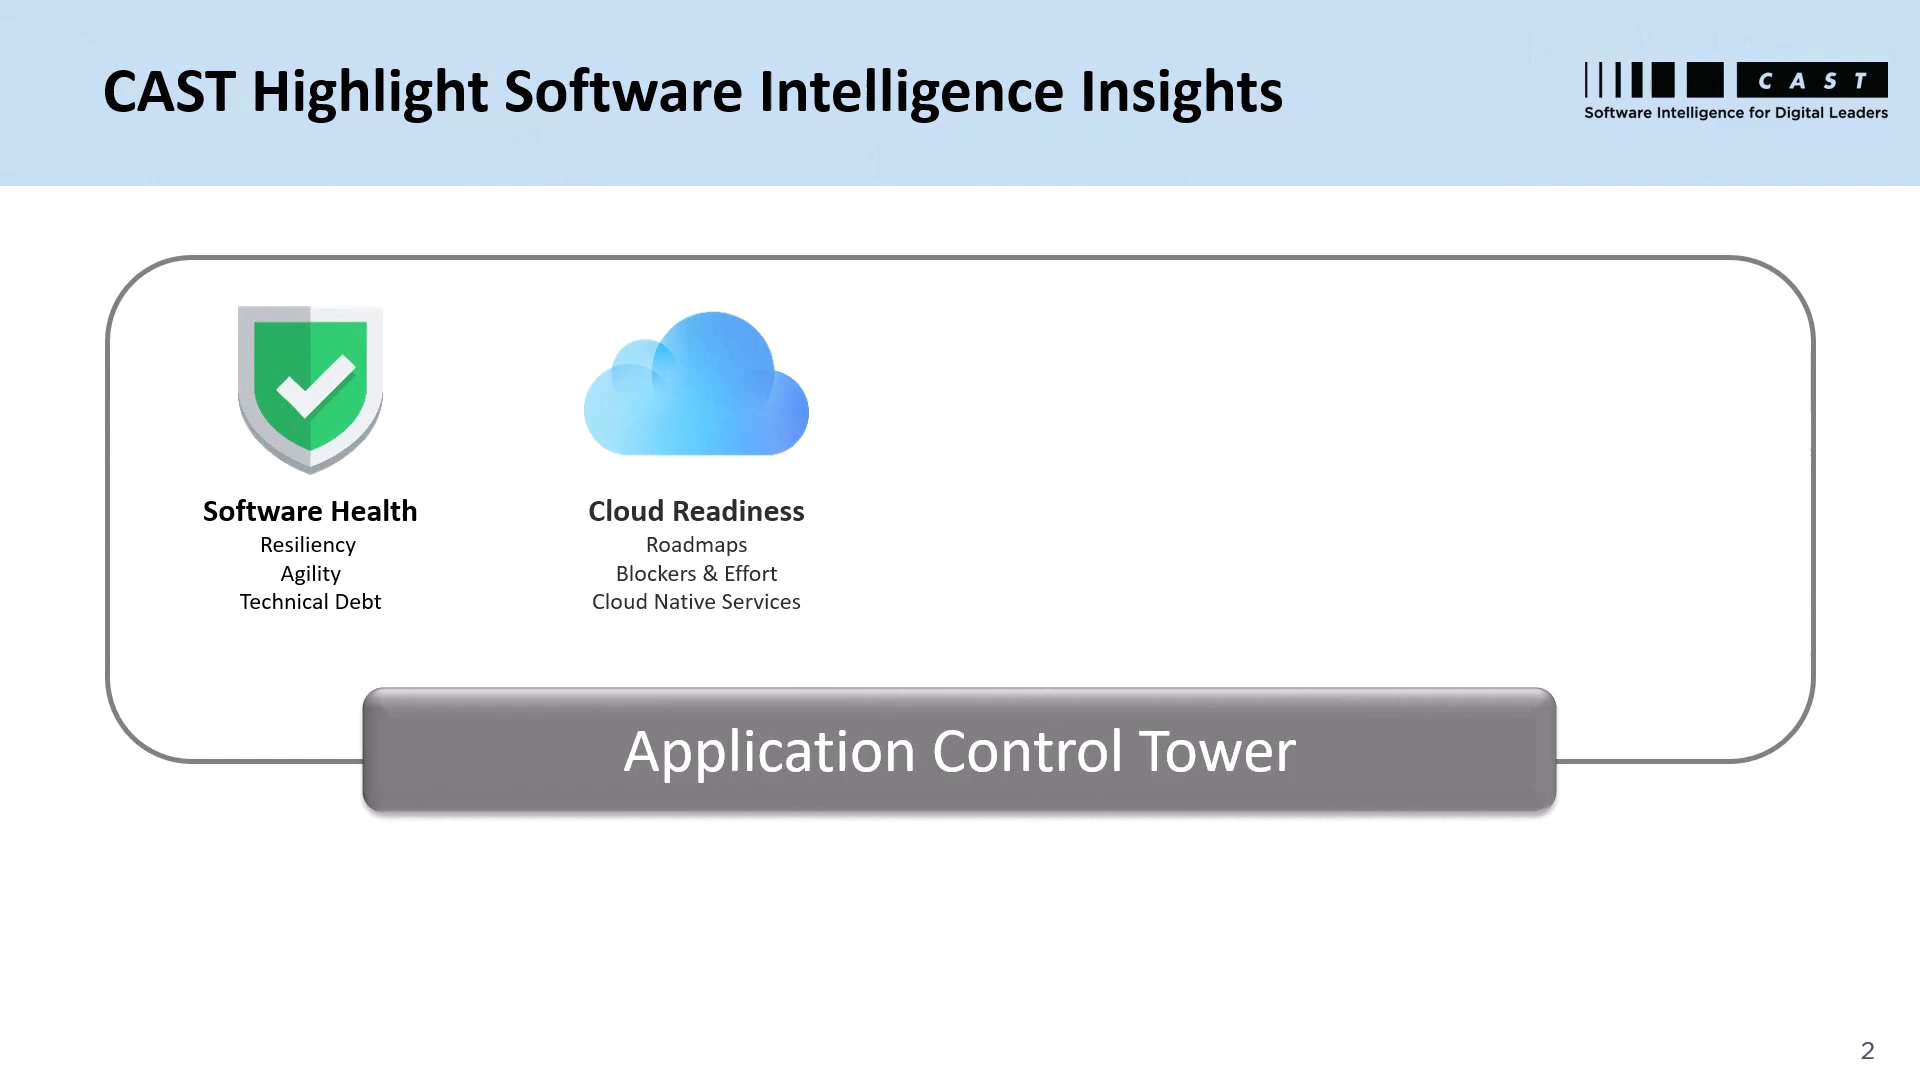 CAST Highlight Software Intelligence Insights
CAST
Software Intelligence for Digital Leaders
Software Health
Resiliency
Agility
Technical Debt
Cloud Readiness
Roadmaps
Blockers & Effort
Cloud Native Services
Application Control Tower
2